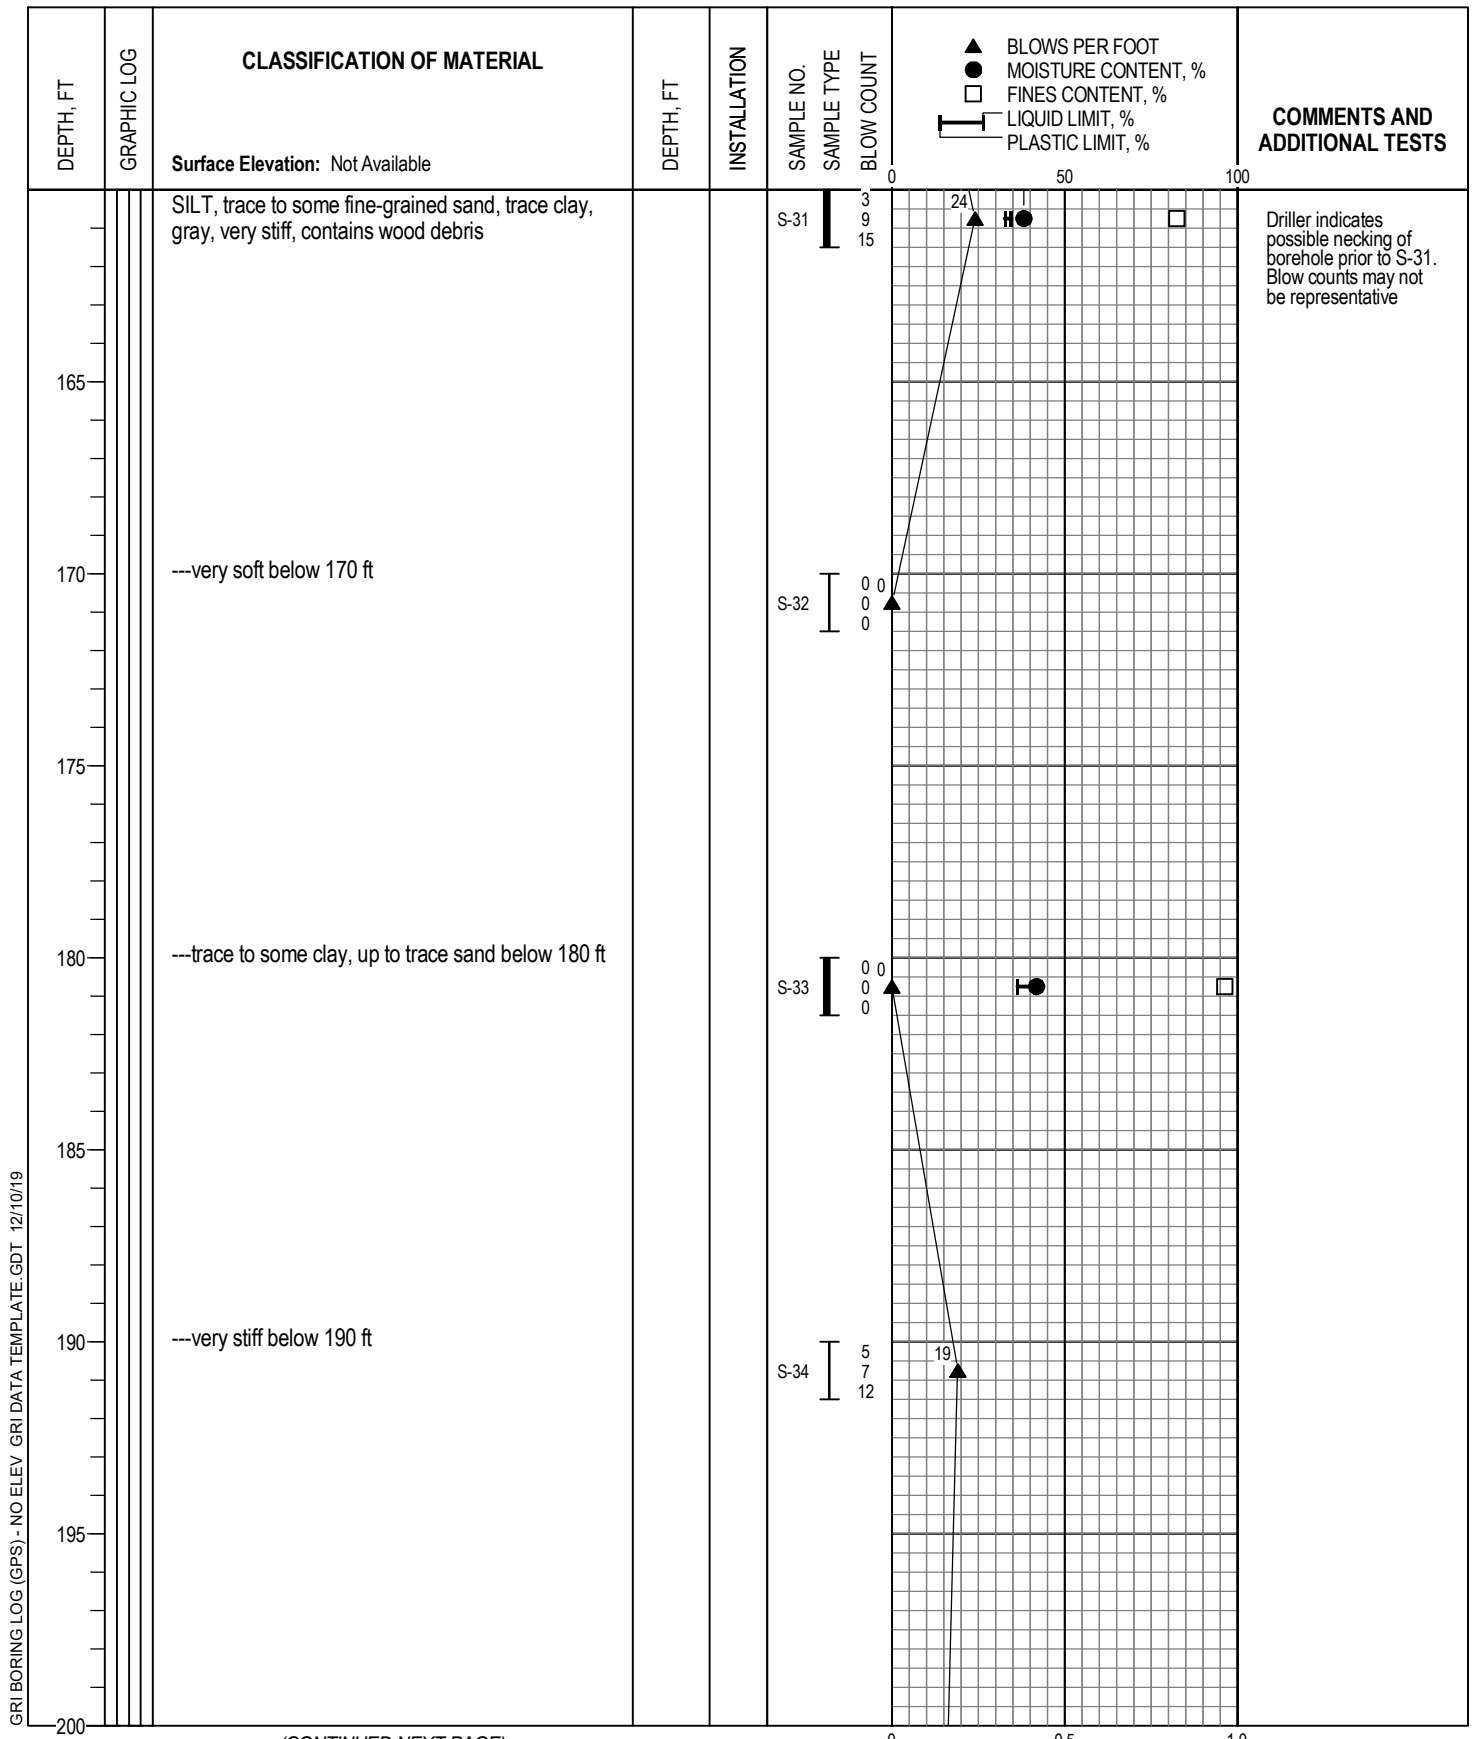 DEPTH, FT
GRAPHIC LOG
CLASSIFICATION OF MATERIAL
Surface Elevation: Not Available
DEPTH, FT
INSTALLATION
SAMPLE NO.
SAMPLE TYPE
BLOW COUNT
BLOWS PER FOOT
MOISTURE CONTENT, %
FINES CONTENT, %
LIQUID LIMIT, %
PLASTIC LIMIT, %
0 50 100
COMMENTS AND
ADDITIONAL TESTS
SILT, trace to some fine-grained sand, trace clay,
gray, very stiff, contains wood debris
S-31
3
9
15
24
Driller indicates
possible necking of
borehole prior to S-31.
Blow counts may not
be representative
165
170
---very soft below 170 ft
S-32
0
0
0
0
175
180
---trace to some clay, up to trace sand below 180 ft
S-33
0
0
0
0
185
190
---very stiff below 190 ft
S-34
5
7
12
19
195
200
(CONTINUED NEXT PAGE)
0 0.5 1.0
GRI BORING LOG (GPS) - NO ELEV GRI DATA TEMPLATE.GDT 12/10/19